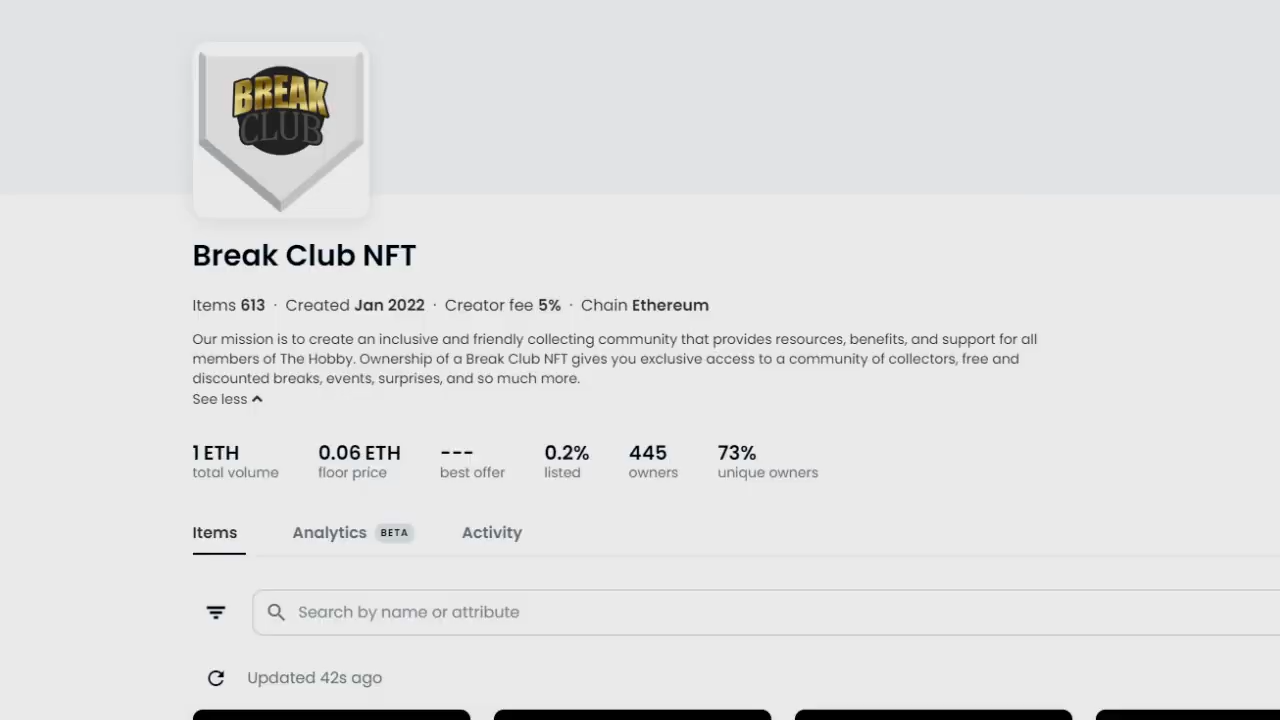 BREAK
CLUB
Break Club NFT
Items 613 · Created Jan 2022 · Creator fee 5% · Chain Ethereum
Our mission is to create an inclusive and friendly collecting community that provides resources, benefits, and support for all
members of The Hobby. Ownership of a Break Club NFT gives you exclusive access to a community of collectors, free and
discounted breaks, events, surprises, and so much more.
See less
1 ETH 0.06 ETH --- 0.2% 445 73%
total volume floor price best offer listed owners unique owners
Items Analytics BETA Activity
Search by name or attribute
Updated 42s ago